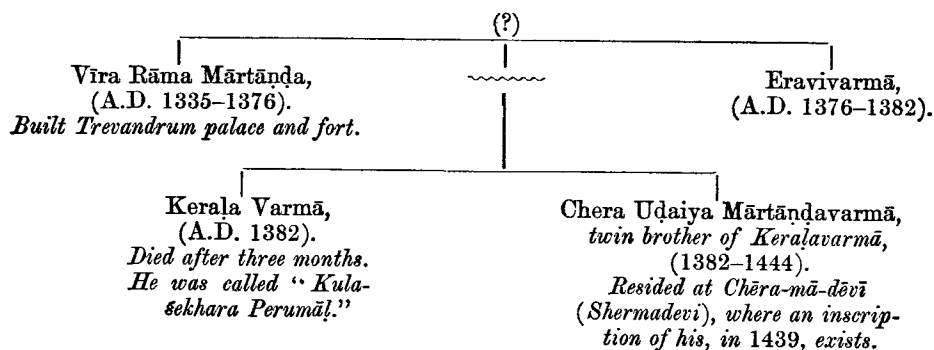 (?)
Vīra Rāma Mārtāṇḍa,
(A.D. 1335–1376).
Built Trevandrum palace and fort.
Eravivarmā,
(A.D. 1376–1382).
Keraḷa Varmā,
(A.D. 1382).
Died after three months.
He was called “Kula-
śekhara Perumāḷ.”
Chera Uḍaiya Mārtāṇḍavarmā,
twin brother of Keraḷavarmā,
(1382–1444).
Resided at Chēra-mā-dēvī
(Shermadevi), where an inscrip-
tion of his, in 1439, exists.